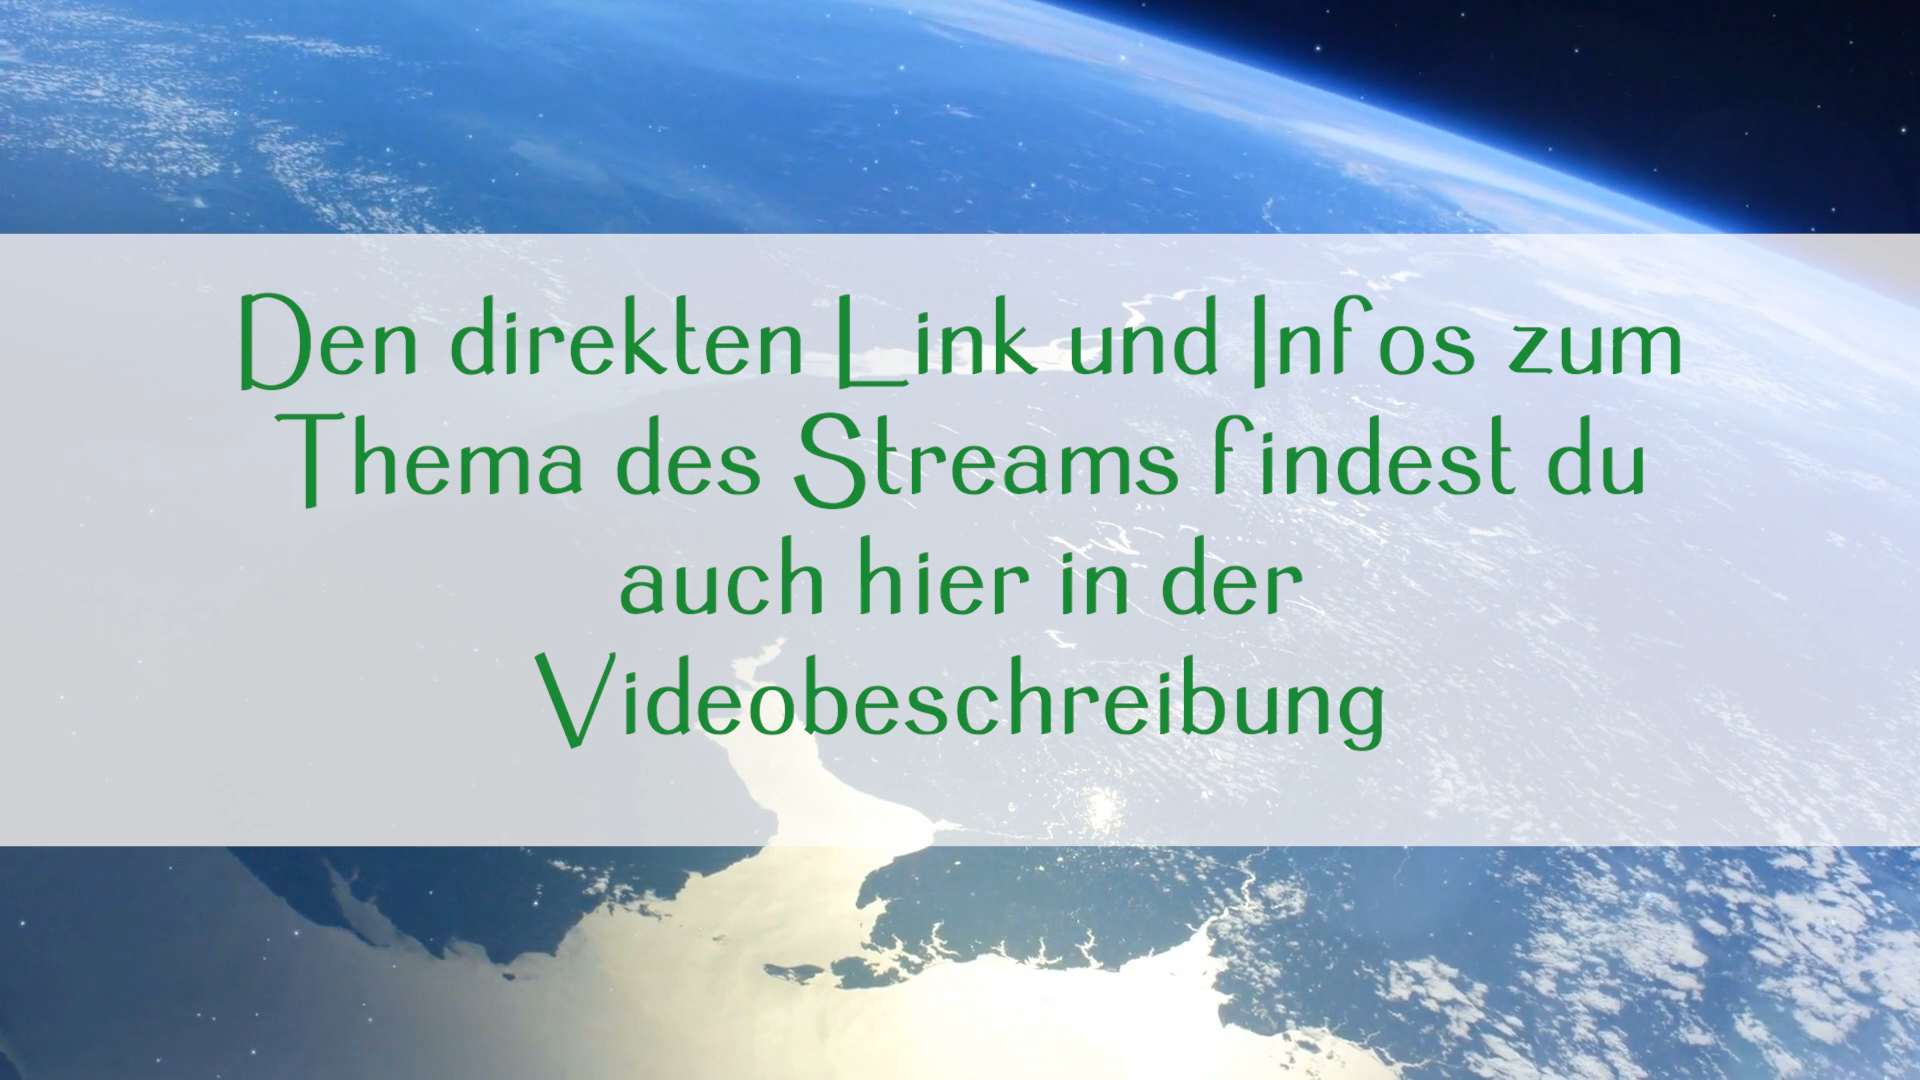 Den direkten Link und Infos zum
Thema des Streams findest du
auch hier in der
Videobeschreibung